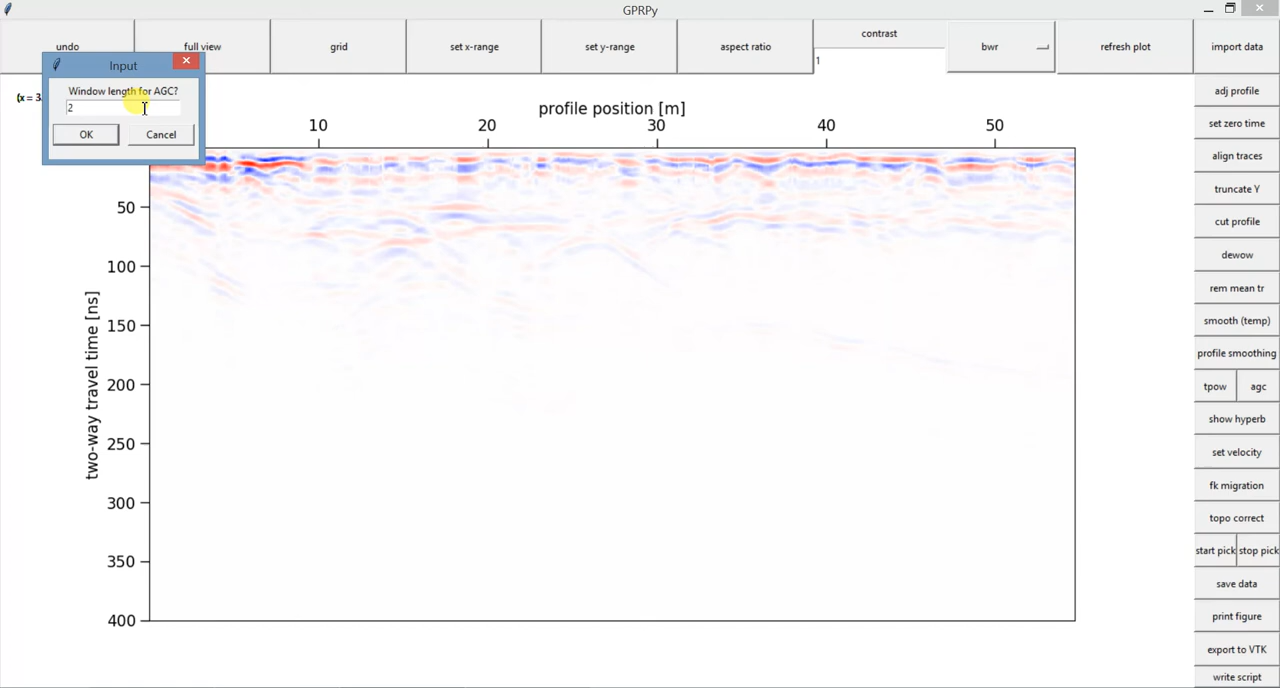 GPRPy
undo
full view
grid
set x-range
set y-range
aspect ratio
contrast
1
bwr
refresh plot
import data
Input
Window length for AGC?
2
OK
Cancel
(x = 3.
profile position [m]
10 20 30 40 50
two-way travel time [ns]
50
100
150
200
250
300
350
400
adj profile
set zero time
align traces
truncate Y
cut profile
dewow
rem mean tr
smooth (temp)
profile smoothing
tpow agc
show hyperb
set velocity
fk migration
topo correct
start pick stop pick
save data
print figure
export to VTK
write script